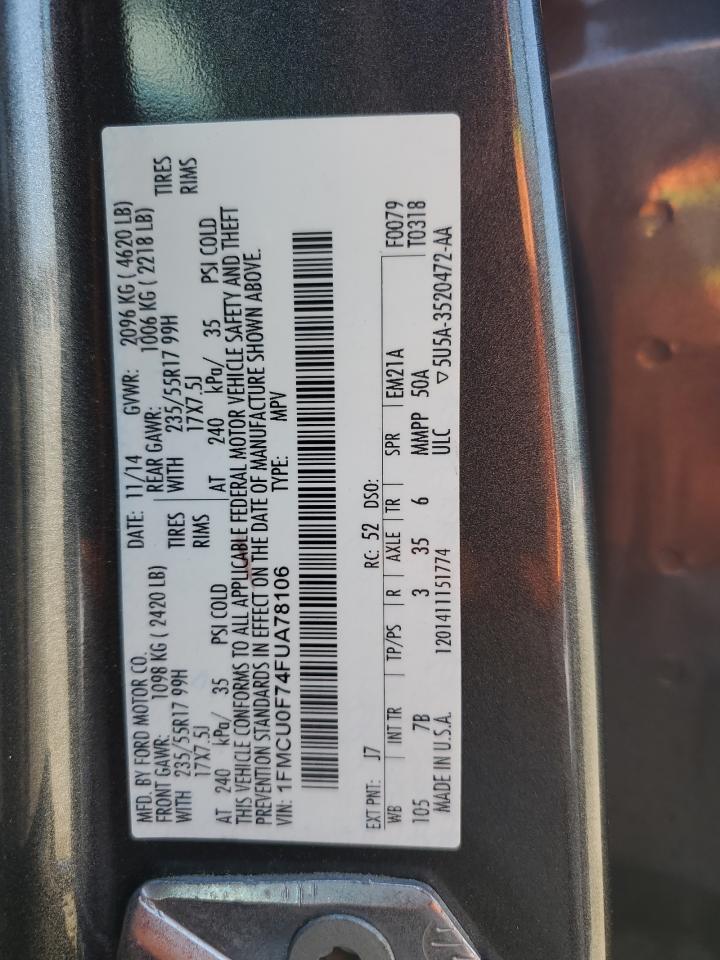 MFD. BY FORD MOTOR CO.
DATE: 11/14 GVWR: 2096 KG ( 4620 LB)
FRONT GAWR: 1098 KG ( 2420 LB) REAR GAWR: 1006 KG ( 2218 LB)
WITH 235/55R17 99H TIRES WITH 235/55R17 99H TIRES
17X7.5J RIMS 17X7.5J RIMS
AT 240 kPa/ 35 PSI COLD AT 240 kPa/ 35 PSI COLD
THIS VEHICLE CONFORMS TO ALL APPLICABLE FEDERAL MOTOR VEHICLE SAFETY AND THEFT
PREVENTION STANDARDS IN EFFECT ON THE DATE OF MANUFACTURE SHOWN ABOVE.
VIN: 1FMCU0F74FUA78106 TYPE: MPV
EXT PNT: J7 RC: 52 DSO: F0079
WB INT TR TP/PS R AXLE TR SPR EM21A T0318
105 7B 3 35 6 MMPP 50A
MADE IN U.S.A. 1201411151774 ULC ▽5U5A-3520472-AA